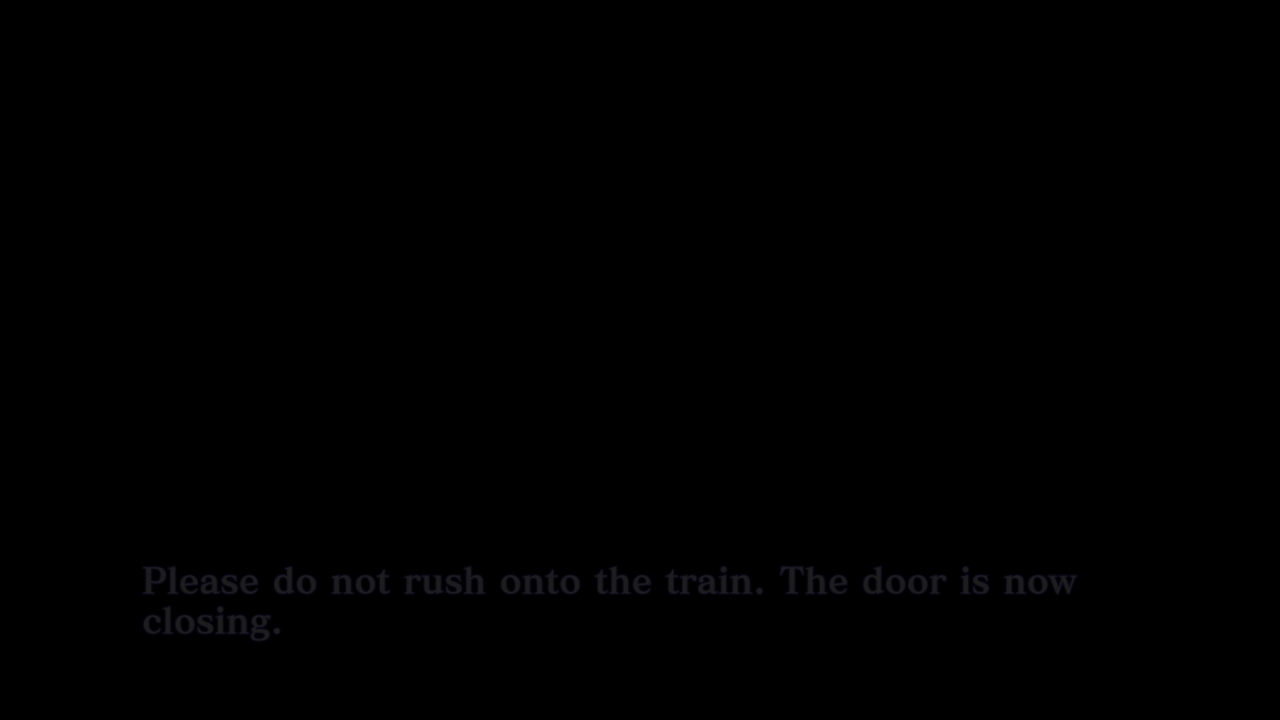 Please do not rush onto the train. The door is now
closing.